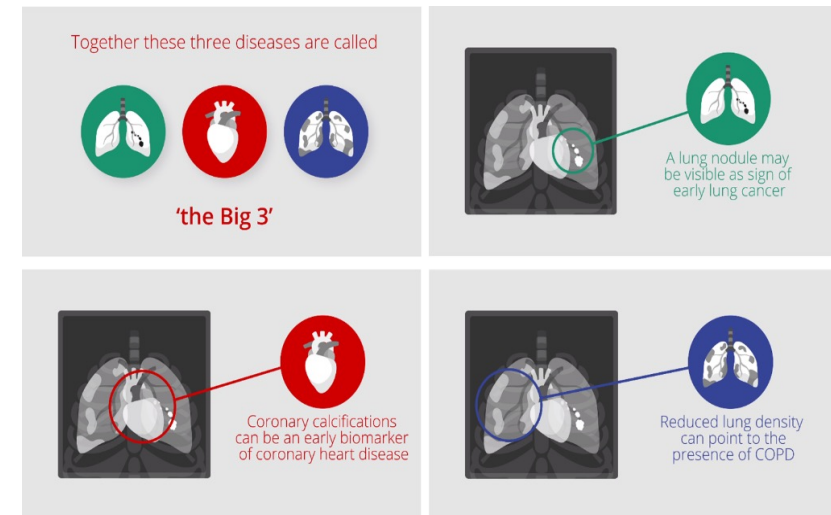 Together these three diseases are called
‘the Big 3’
A lung nodule may
be visible as sign of
early lung cancer
Coronary calcifications
can be an early biomarker
of coronary heart disease
Reduced lung density
can point to the
presence of COPD